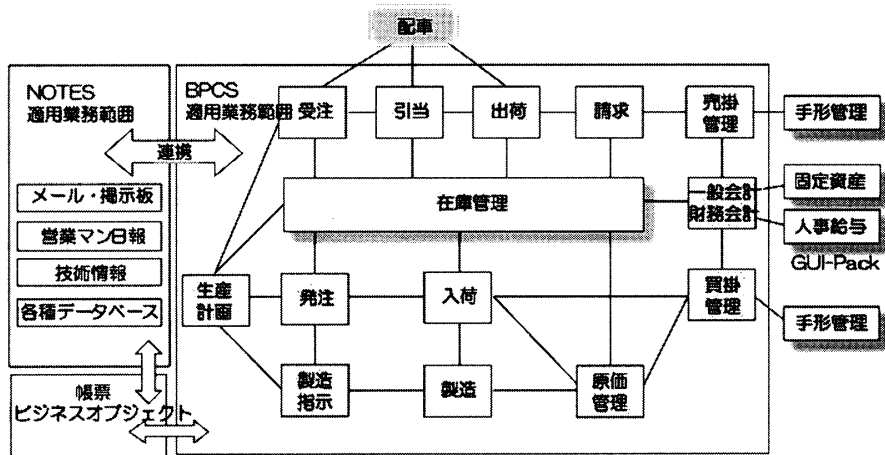 配車
NOTES
適用業務範囲
BPCS
適用業務範囲
受注
引当
出荷
請求
売掛
管理
手形管理
連携
メール・掲示板
営業マン日報
技術情報
各種データベース
在庫管理
一般会計
財務会計
固定資産
人事給与
GUI-Pack
生産
計画
発注
入荷
買掛
管理
手形管理
製造
指示
製造
原価
管理
帳票
ビジネスオブジェクト